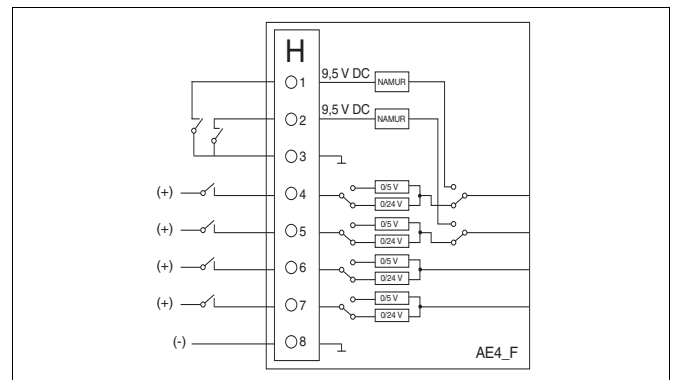 H
1 9,5 V DC NAMUR
2 9,5 V DC NAMUR
3
(+) 4 0/5 V
0/24 V
(+) 5 0/5 V
0/24 V
(+) 6 0/5 V
0/24 V
(+) 7 0/5 V
0/24 V
(-) 8
AE4_F